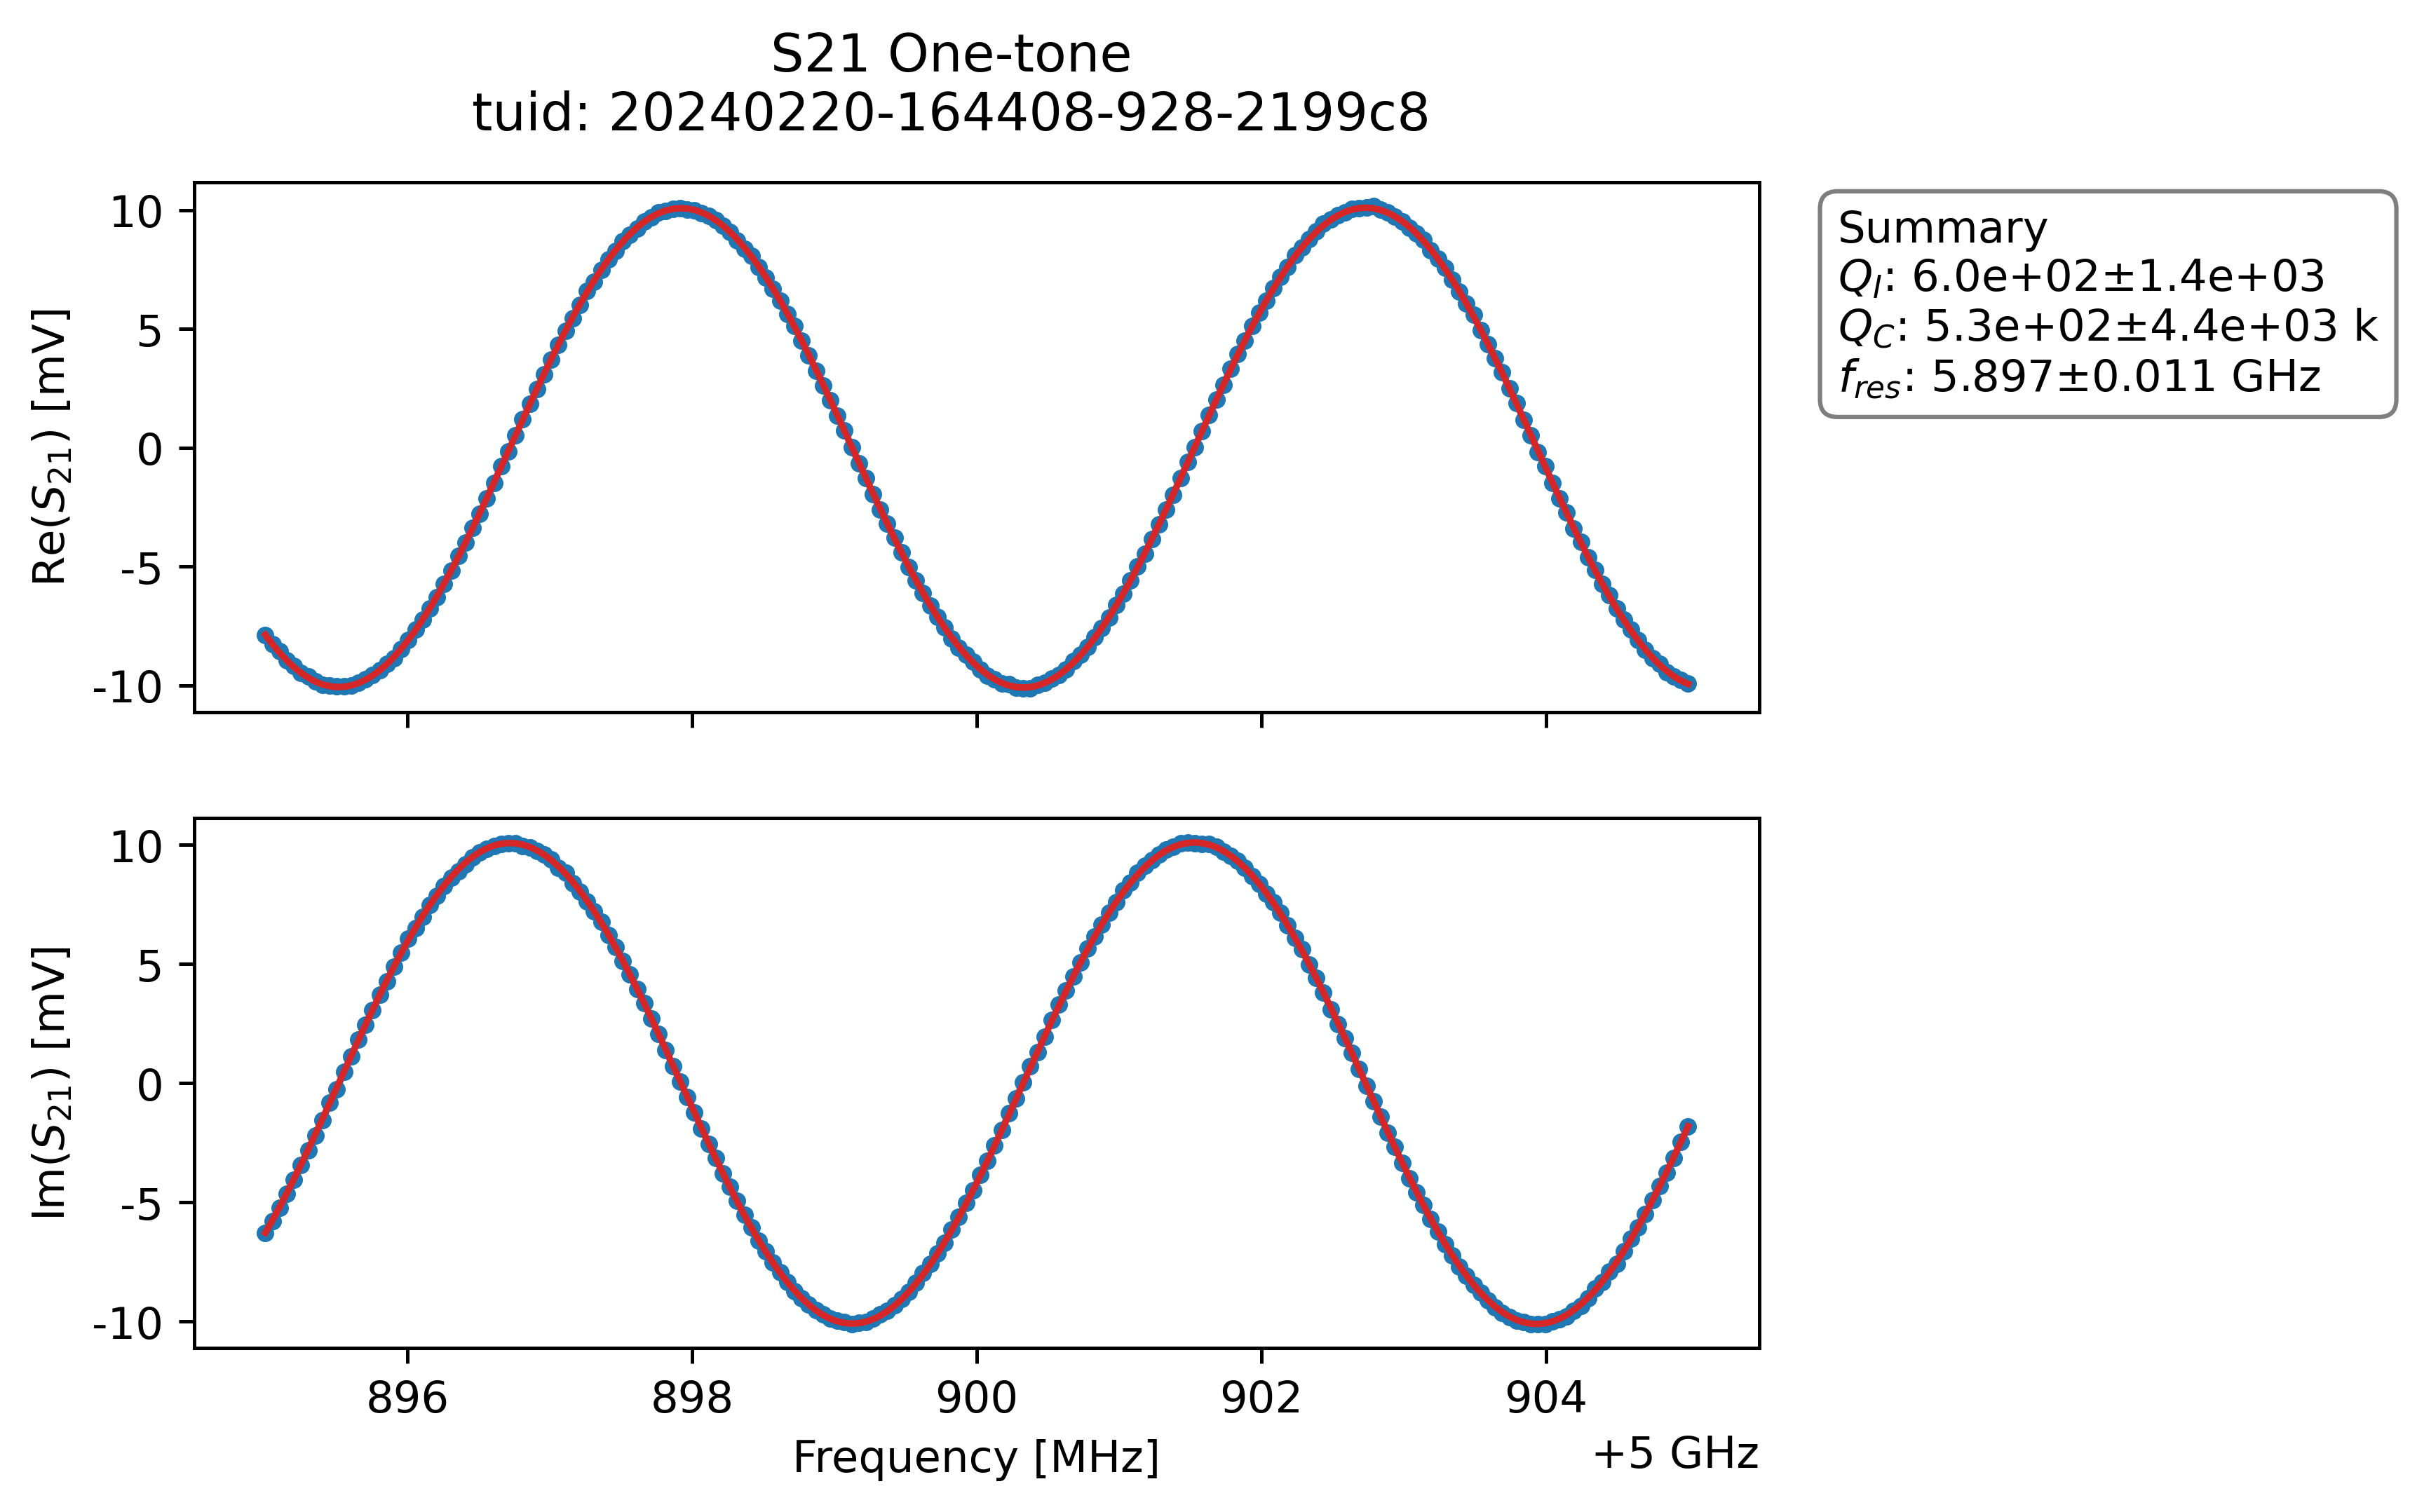 S21 One-tone
tuid: 20240220-164408-928-2199c8
Re(S21) [mV]
10
5
0
-5
-10
Summary
QI: 6.0e+02±1.4e+03
QC: 5.3e+02±4.4e+03 k
fres: 5.897±0.011 GHz
Im(S21) [mV]
10
5
0
-5
-10
896 898 900 902 904
Frequency [MHz]
+5 GHz